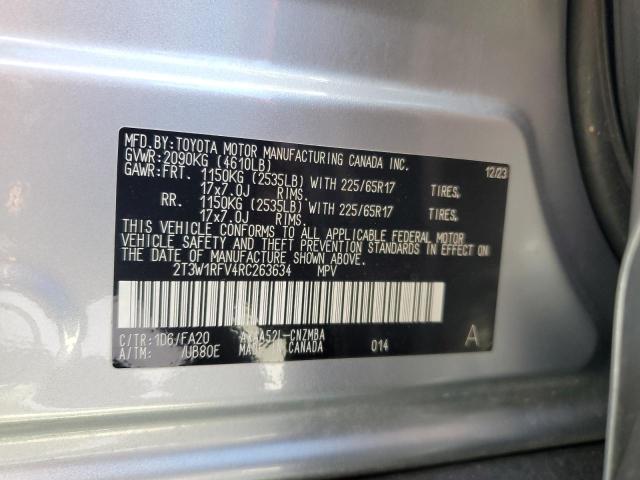 MFD.BY:TOYOTA MOTOR MANUFACTURING CANADA INC.
GVWR:2090KG (4610LB) 12/23
GAWR:FRT. 1150KG (2535LB) WITH 225/65R17 TIRES,
17x7.0J RIMS.
RR. 1150KG (2535LB) WITH 225/65R17 TIRES,
17x7.0J RIMS.
THIS VEHICLE CONFORMS TO ALL APPLICABLE FEDERAL MOTOR
VEHICLE SAFETY AND THEFT PREVENTION STANDARDS IN EFFECT ON
THE DATE OF MANUFACTURE SHOWN ABOVE.
2T3W1RFV4RC263634 MPV
C/TR:1D6/FA20
A/TM: /UB80E MADE IN CANADA 014 A